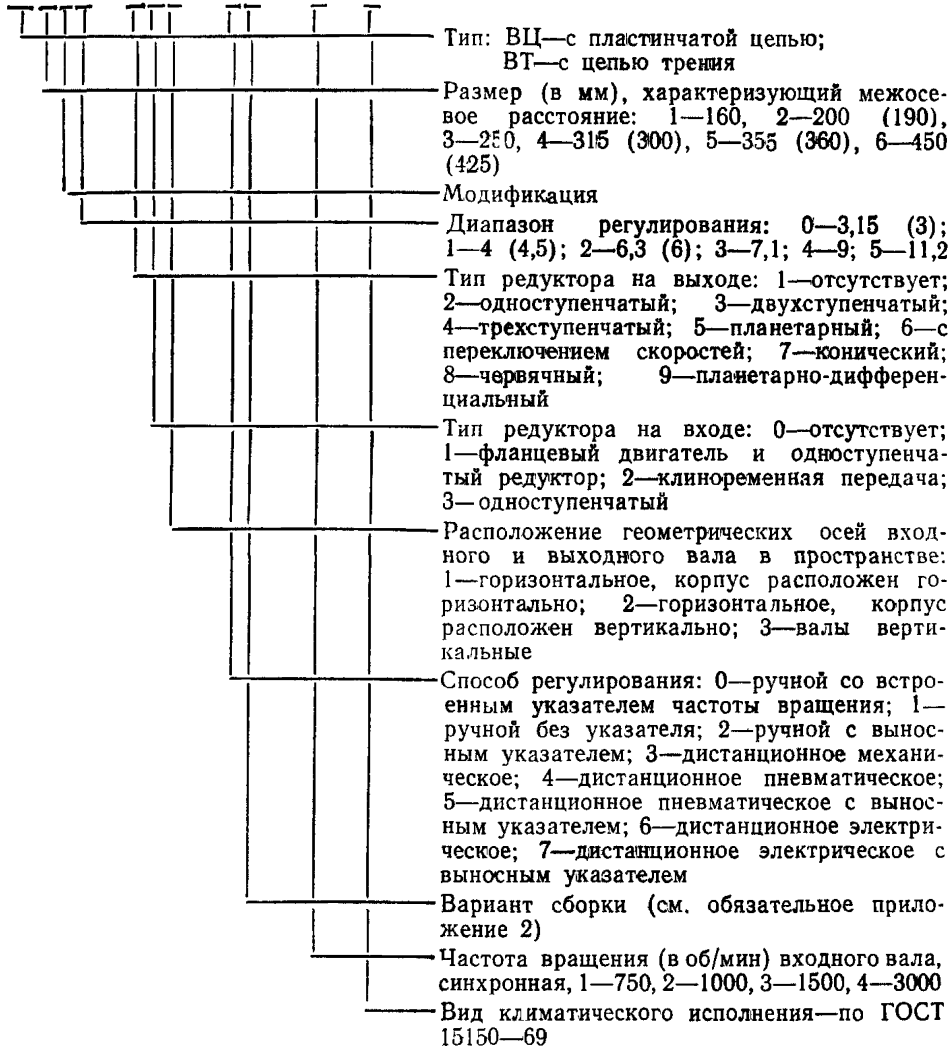 Тип: ВЦ—с пластинчатой цепью;
ВТ—с цепью трения
Размер (в мм), характеризующий межосе-
вое расстояние: 1—160, 2—200 (190),
3—250, 4—315 (300), 5—355 (360), 6—450
(425)
Модификация
Диапазон регулирования: 0—3,15 (3);
1—4 (4,5); 2—6,3 (6); 3—7,1; 4—9; 5—11,2
Тип редуктора на выходе: 1—отсутствует;
2—одноступенчатый; 3—двухступенчатый;
4—трехступенчатый; 5—планетарный; 6—с
переключением скоростей; 7—конический;
8—червячный; 9—планетарно-дифферен-
циальный
Тип редуктора на входе: 0—отсутствует;
1—фланцевый двигатель и одноступенча-
тый редуктор; 2—клиноременная передача;
3—одноступенчатый
Расположение геометрических осей вход-
ного и выходного вала в пространстве:
1—горизонтальное, корпус расположен го-
ризонтально; 2—горизонтальное, корпус
расположен вертикально; 3—валы верти-
кальные
Способ регулирования: 0—ручной со встро-
енным указателем частоты вращения; 1—
ручной без указателя; 2—ручной с вынос-
ным указателем; 3—дистанционное механи-
ческое; 4—дистанционное пневматическое;
5—дистанционное пневматическое с вынос-
ным указателем; 6—дистанционное электри-
ческое; 7—дистанционное электрическое с
выносным указателем
Вариант сборки (см. обязательное прило-
жение 2)
Частота вращения (в об/мин) входного вала,
синхронная, 1—750, 2—1000, 3—1500, 4—3000
Вид климатического исполнения—по ГОСТ
15150—69